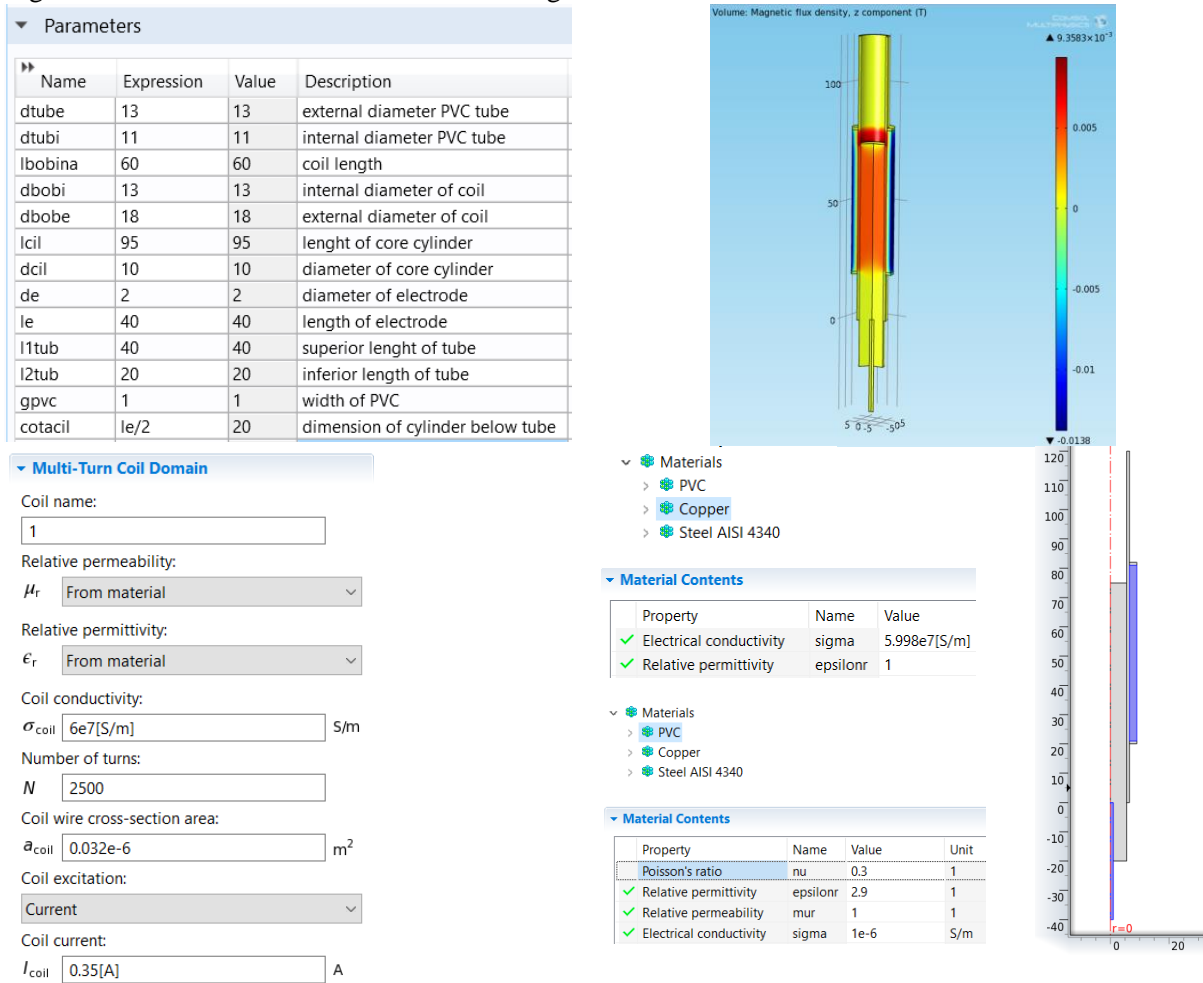 Parameters
Name Expression Value Description
dtube 13 13 external diameter PVC tube
dtubi 11 11 internal diameter PVC tube
lbobina 60 60 coil length
dbobi 13 13 internal diameter of coil
dbobe 18 18 external diameter of coil
lcil 95 95 lenght of core cylinder
dcil 10 10 diameter of core cylinder
de 2 2 diameter of electrode
le 40 40 length of electrode
l1tub 40 40 superior lenght of tube
l2tub 20 20 inferior length of tube
gpvc 1 1 width of PVC
cotacil le/2 20 dimension of cylinder below tube
Volume: Magnetic flux density, z component (T)
COMSOL
MULTIPHYSICS
▲ 9.3583×10⁻³
100
50
0
5 0 -5 -505
0.005
0
-0.005
-0.01
▼ -0.0138
Multi-Turn Coil Domain
Coil name:
1
Relative permeability:
μr From material
Relative permittivity:
ϵr From material
Coil conductivity:
σcoil 6e7[S/m] S/m
Number of turns:
N 2500
Coil wire cross-section area:
acoil 0.032e-6 m²
Coil excitation:
Current
Coil current:
Icoil 0.35[A] A
Materials
PVC
Copper
Steel AISI 4340
Material Contents
Property Name Value
Electrical conductivity sigma 5.998e7[S/m]
Relative permittivity epsilonr 1
Materials
PVC
Copper
Steel AISI 4340
Material Contents
Property Name Value Unit
Poisson's ratio nu 0.3 1
Relative permittivity epsilonr 2.9 1
Relative permeability mur 1 1
Electrical conductivity sigma 1e-6 S/m
120
110
100
90
80
70
60
50
40
30
20
10
0
-10
-20
-30
-40
r=0
0 20